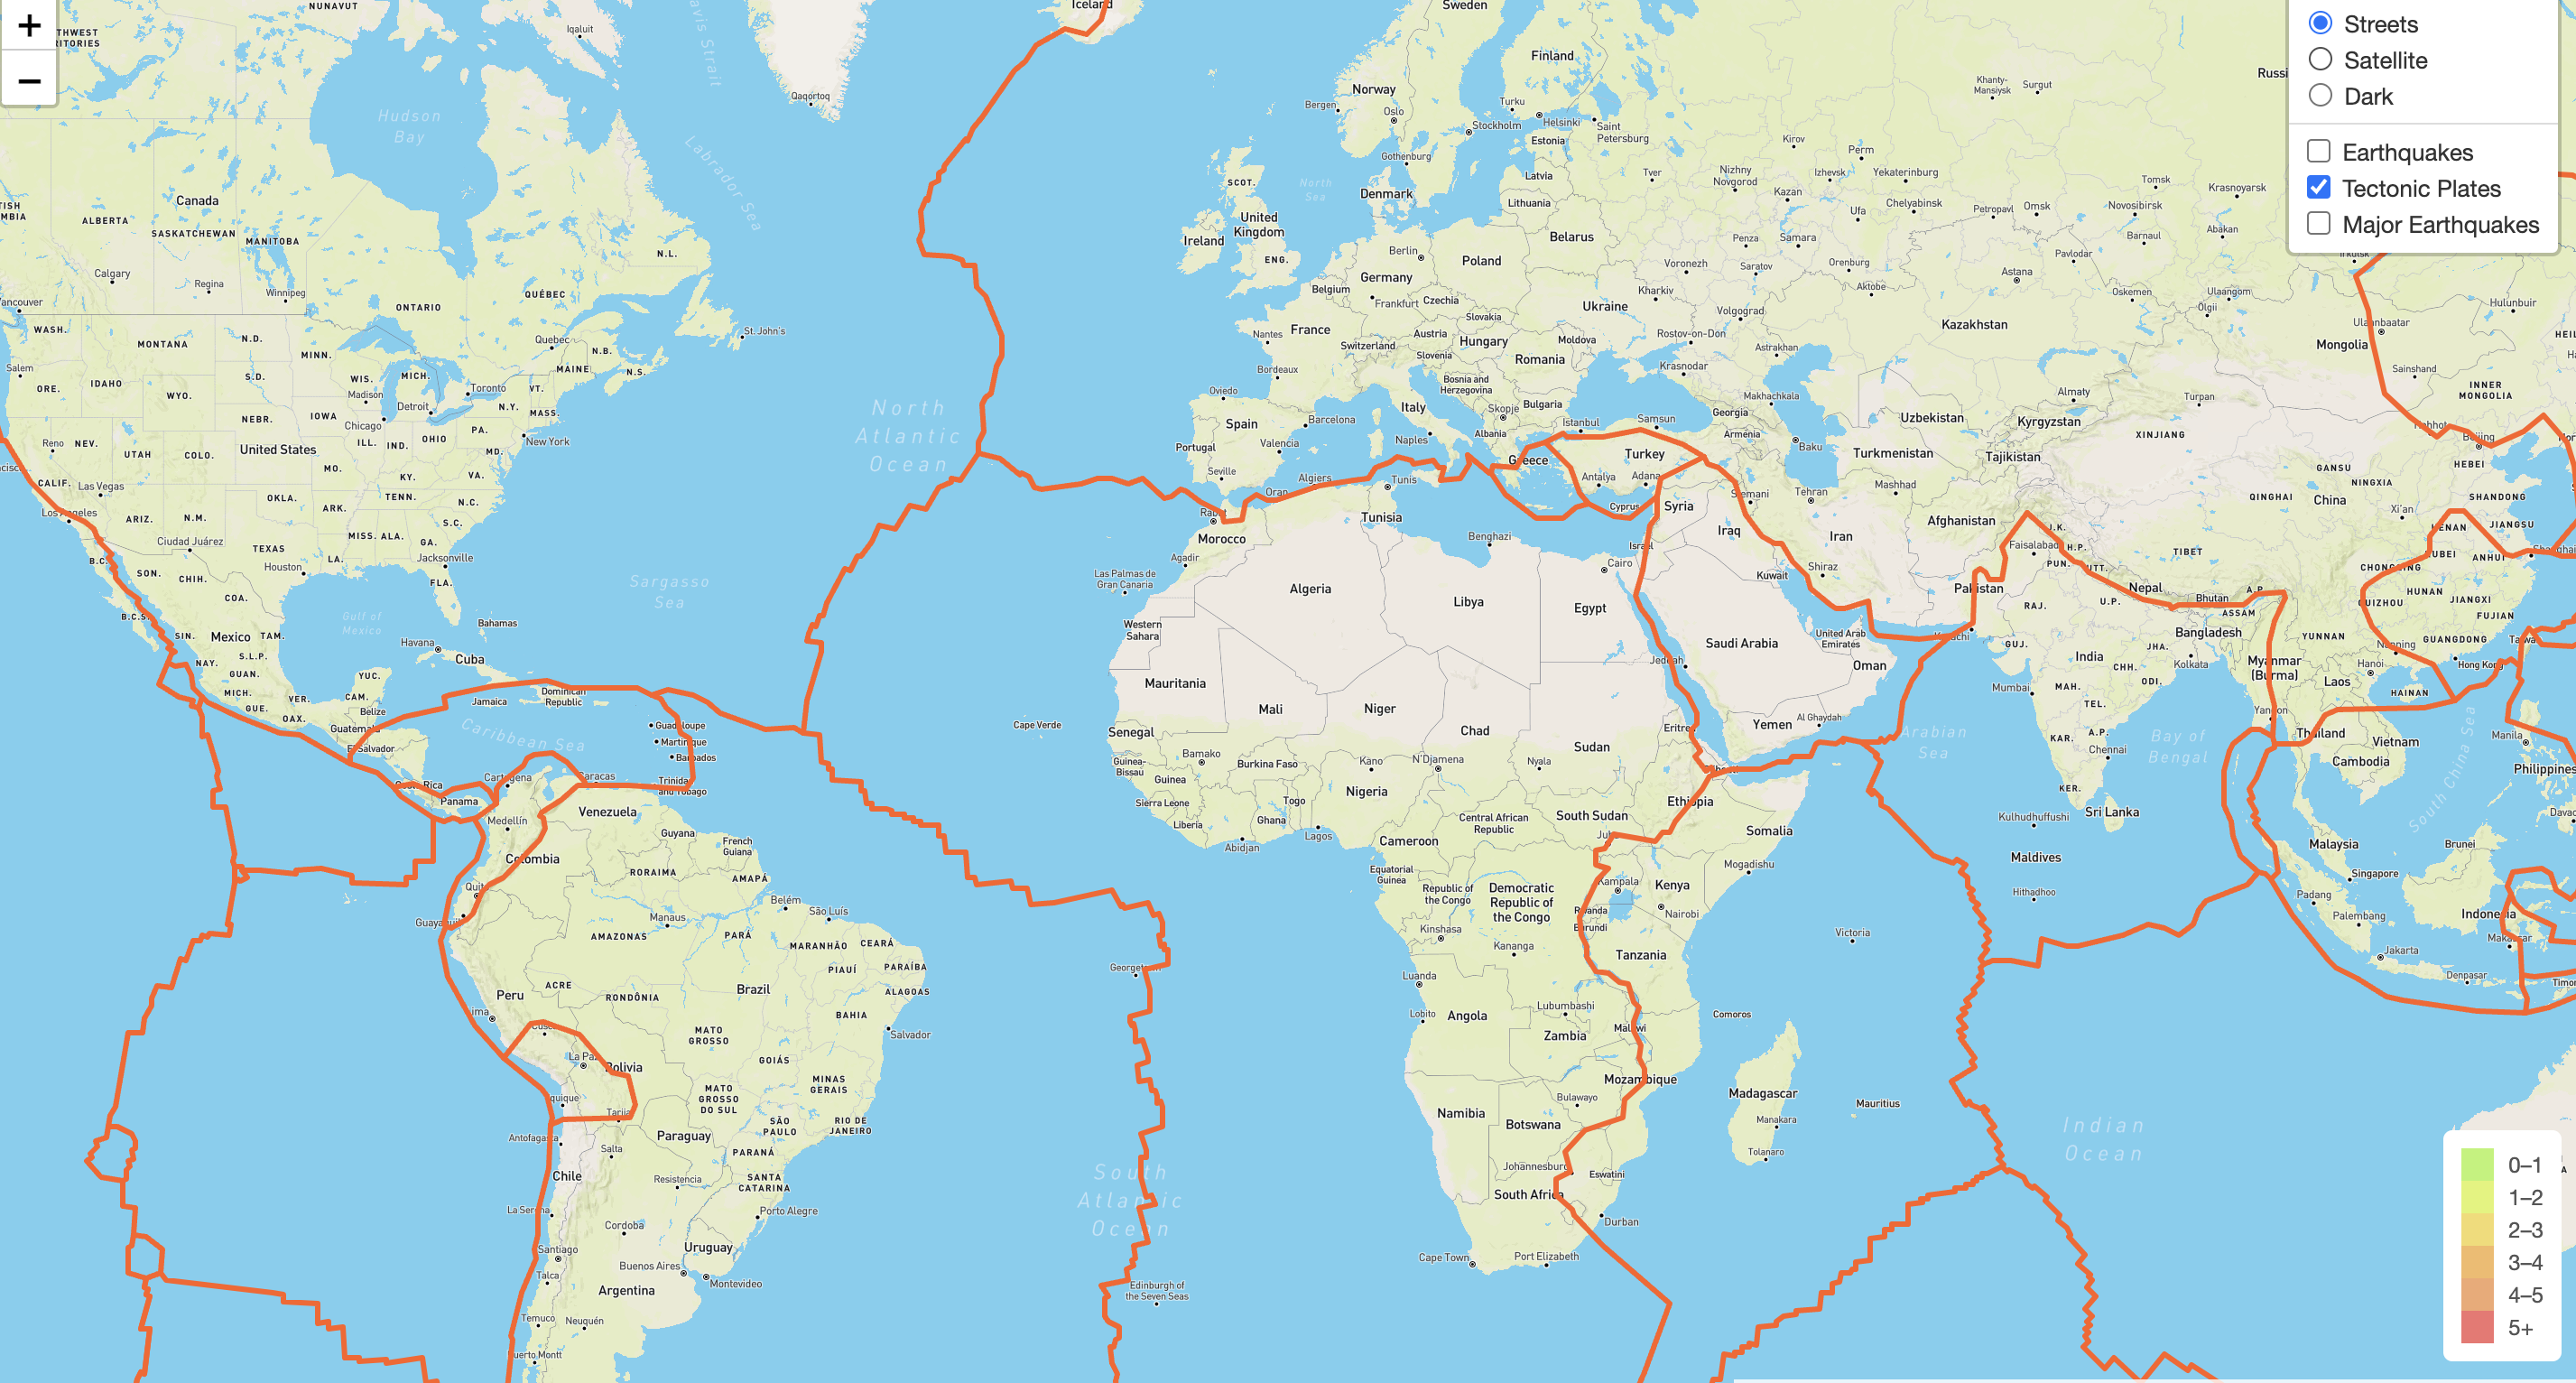 +
−
Streets
Satellite
Dark
Earthquakes
Tectonic Plates
Major Earthquakes
NUNAVUT
Iqaluit
Qaqortoq
Iceland
Sweden
Finland
Norway
Bergen
Oslo
Turku
Helsinki
Stockholm
Saint
Petersburg
Estonia
Gothenburg
Latvia
Lithuania
Denmark
Khanty-
Mansiysk
Surgut
Kirov
Perm
Tver
Nizhny
Novgorod
Izhevsk
Yekaterinburg
Kazan
Ufa
Chelyabinsk
Petropavl
Omsk
Tomsk
Novosibirsk
Krasnoyarsk
Barnaul
Abakan
Penza
Samara
Orenburg
Saratov
Voronezh
Aktobe
Astana
Pavlodar
Oskemen
Ulaangom
Ölgii
Hulunbuir
Hudson
Bay
Labrador Sea
North
Sea
SCOT.
United
Kingdom
Ireland
ENG.
Canada
ALBERTA
SASKATCHEWAN
MANITOBA
Calgary
Regina
Winnipeg
ONTARIO
QUÉBEC
N.L.
St. John's
Quebec
N.B.
N.S.
MAINE
Belarus
Berlin
Poland
Germany
Belgium
Frankfurt
Czechia
Slovakia
Austria
Hungary
Switzerland
Slovenia
Moldova
Romania
Ukraine
Kharkiv
Volgograd
Rostov-on-Don
Astrakhan
Krasnodar
Makhachkala
Kazakhstan
Ulaanbaatar
Mongolia
Sainshand
INNER
MONGOLIA
France
Nantes
Bordeaux
Oviedo
Spain
Portugal
Valencia
Seville
Barcelona
Italy
Naples
Bosnia and
Herzegovina
Skopje
Bulgaria
Albania
Greece
Istanbul
Samsun
Turkey
Antalya
Adana
Cyprus
Georgia
Armenia
Baku
Uzbekistan
Turkmenistan
Tajikistan
Kyrgyzstan
Almaty
Turpan
XINJIANG
WASH.
MONTANA
N.D.
MINN.
S.D.
Salem
ORE.
IDAHO
WYO.
WIS.
MICH.
Madison
Toronto
Detroit
VT.
N.Y.
MASS.
NEBR.
IOWA
Chicago
ILL.
IND.
OHIO
PA.
New York
Reno
NEV.
UTAH
COLO.
United States
MO.
KY.
VA.
MD.
CALIF.
Las Vegas
Los Angeles
OKLA.
TENN.
N.C.
ARIZ.
N.M.
ARK.
S.C.
Ciudad Juárez
TEXAS
MISS.
ALA.
GA.
LA.
Jacksonville
Houston
FLA.
B.C.
SON.
CHIH.
COA.
B.C.S.
SIN.
Mexico
TAM.
S.L.P.
NAY.
GUAN.
MICH.
VER.
GUE.
OAX.
YUC.
CAM.
Belize
Guatemala
El Salvador
Gulf of
Mexico
Bahamas
Havana
Cuba
Jamaica
Dominican
Republic
Caribbean Sea
Guadeloupe
Martinique
Barbados
Trinidad
and Tobago
Costa Rica
Panama
Cartagena
Caracas
North
Atlantic
Ocean
Sargasso
Sea
Algiers
Oran
Tunis
Rabat
Morocco
Agadir
Tunisia
Algeria
Libya
Benghazi
Cairo
Egypt
Israel
Syria
Iraq
Iran
Tehran
Mashhad
Shiraz
Kuwait
Saudi Arabia
Jeddah
United Arab
Emirates
Oman
Yemen
Al Ghaydah
Afghanistan
Pakistan
Karachi
Faisalabad
J.K.
H.P.
PUN.
UTT.
RAJ.
U.P.
Nepal
Bhutan
A.P.
ASSAM
TIBET
QINGHAI
GANSU
NINGXIA
China
Xi'an
Beijing
HEBEI
SHANDONG
HENAN
JIANGSU
HUBEI
ANHUI
CHONGQING
HUNAN
JIANGXI
GUIZHOU
FUJIAN
YUNNAN
GUANGDONG
Nanning
Hong Kong
HAINAN
Las Palmas de
Gran Canaria
Western
Sahara
Mauritania
Mali
Niger
Chad
Sudan
Eritrea
Cape Verde
Senegal
Guinea-
Bissau
Guinea
Sierra Leone
Liberia
Bamako
Burkina Faso
Togo
Ghana
Abidjan
Lagos
Kano
Nigeria
N'Djamena
Nyala
Cameroon
Central African
Republic
South Sudan
Ethiopia
Somalia
Mogadishu
Equatorial
Guinea
Republic of
the Congo
Democratic
Republic of
the Congo
Kinshasa
Kananga
Kampala
Kenya
Nairobi
Rwanda
Burundi
Tanzania
Luanda
Lobito
Angola
Lubumbashi
Zambia
Malawi
Mozambique
Comoros
Victoria
Madagascar
Manakara
Tolanaro
Mauritius
Namibia
Botswana
Bulawayo
Johannesburg
Eswatini
South Africa
Durban
Port Elizabeth
Cape Town
GUJ.
India
JHA.
CHH.
ODI.
Bangladesh
Kolkata
Mumbai
MAH.
TEL.
KAR.
A.P.
Chennai
KER.
Sri Lanka
Kulhudhuffushi
Maldives
Hithadhoo
Arabian
Sea
Bay of
Bengal
Myanmar
(Burma)
Yangon
Hanoi
Laos
Thailand
Vietnam
Cambodia
South China Sea
Manila
Philippines
Malaysia
Brunei
Singapore
Padang
Palembang
Jakarta
Indonesia
Makassar
Denpasar
Indian
Ocean
Medellín
Colombia
Venezuela
Guyana
French
Guiana
RORAIMA
AMAPÁ
Quito
Guayaquil
Manaus
AMAZONAS
PARÁ
Belém
São Luís
MARANHÃO
CEARÁ
PIAUÍ
PARAÍBA
ALAGOAS
Peru
ACRE
RONDÔNIA
Brazil
BAHIA
Salvador
MATO
GROSSO
GOIÁS
MINAS
GERAIS
La Paz
Bolivia
Tarija
MATO
GROSSO
DO SUL
SÃO
PAULO
RIO DE
JANEIRO
Paraguay
PARANÁ
SANTA
CATARINA
Antofagasta
Salta
Chile
Resistencia
Porto Alegre
La Serena
Cordoba
Uruguay
Santiago
Buenos Aires
Montevideo
Talca
Argentina
Temuco
Neuquén
Puerto Montt
Georgetown
South
Atlantic
Ocean
Edinburgh of
the Seven Seas
0–1
1–2
2–3
3–4
4–5
5+